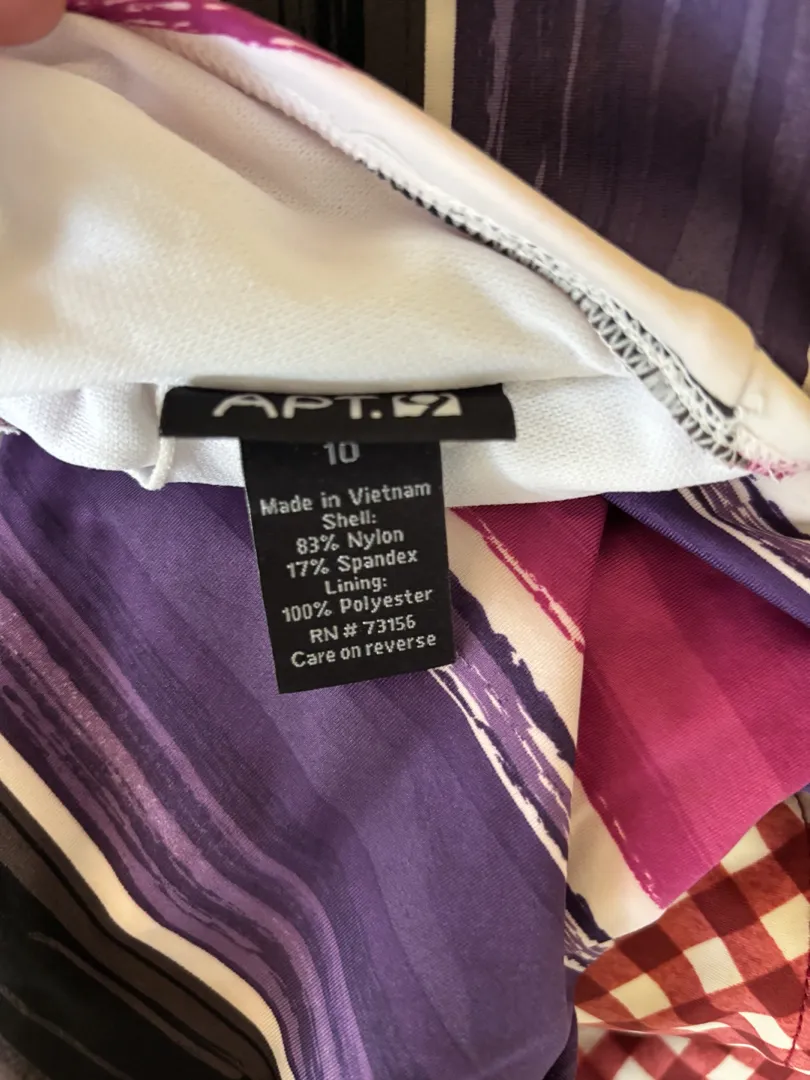 APT.9
10
Made in Vietnam
Shell:
83% Nylon
17% Spandex
Lining:
100% Polyester
RN # 73156
Care on reverse